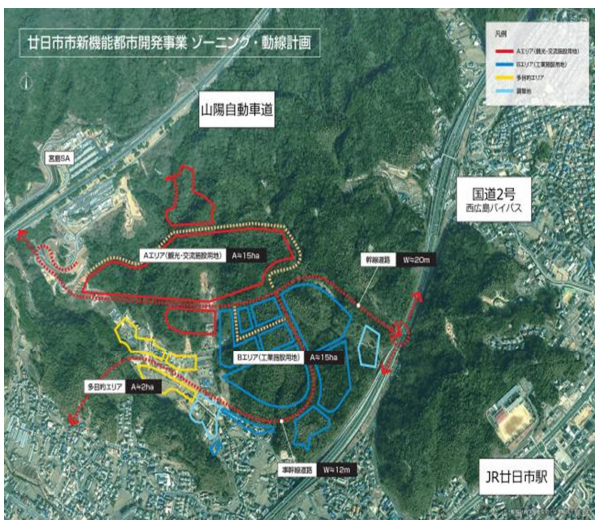 廿日市市新機能都市開発事業 ゾーニング・動線計画
凡例
Aエリア(観光・交流施設用地)
Bエリア(工業施設用地)
多目的エリア
調整池
山陽自動車道
宮島SA
国道2号
西広島バイパス
Aエリア(観光・交流施設用地) A≒15ha
幹線道路 W≒20m
Bエリア(工業施設用地) A≒15ha
多目的エリア A≒2ha
準幹線道路 W≒12m
JR廿日市駅